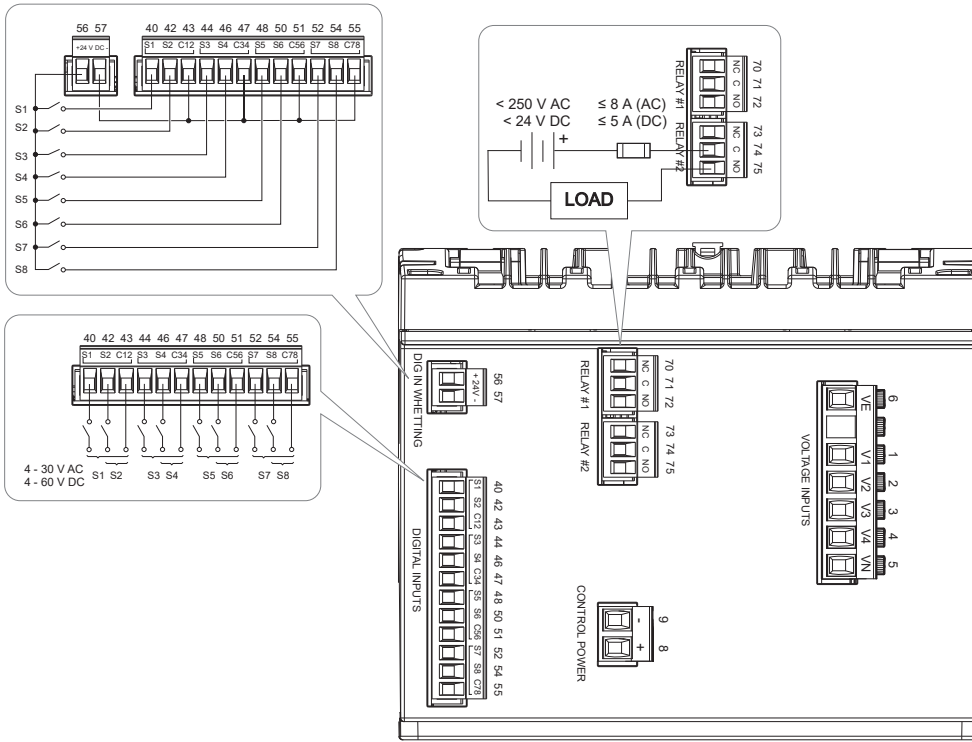 56 57
+24 V DC -
40 42 43 44 46 47 48 50 51 52 54 55
S1 S2 C12 S3 S4 C34 S5 S6 C56 S7 S8 C78
S1
S2
S3
S4
S5
S6
S7
S8
40 42 43 44 46 47 48 50 51 52 54 55
S1 S2 C12 S3 S4 C34 S5 S6 C56 S7 S8 C78
S1 S2 S3 S4 S5 S6 S7 S8
4 - 30 V AC
4 - 60 V DC
< 250 V AC
< 24 V DC
≤ 8 A (AC)
≤ 5 A (DC)
+
LOAD
RELAY #1
NC C NO
70 71 72
RELAY #2
NC C NO
73 74 75
DIG IN WHETTING
+ 24V -
56 57
RELAY #1
NC C NO
70 71 72
RELAY #2
NC C NO
73 74 75
DIGITAL INPUTS
S1 S2 C12 S3 S4 C34 S5 S6 C56 S7 S8 C78
40 42 43 44 46 47 48 50 51 52 54 55
CONTROL POWER
- +
9 8
VOLTAGE INPUTS
VE V1 V2 V3 V4 VN
6 1 2 3 4 5